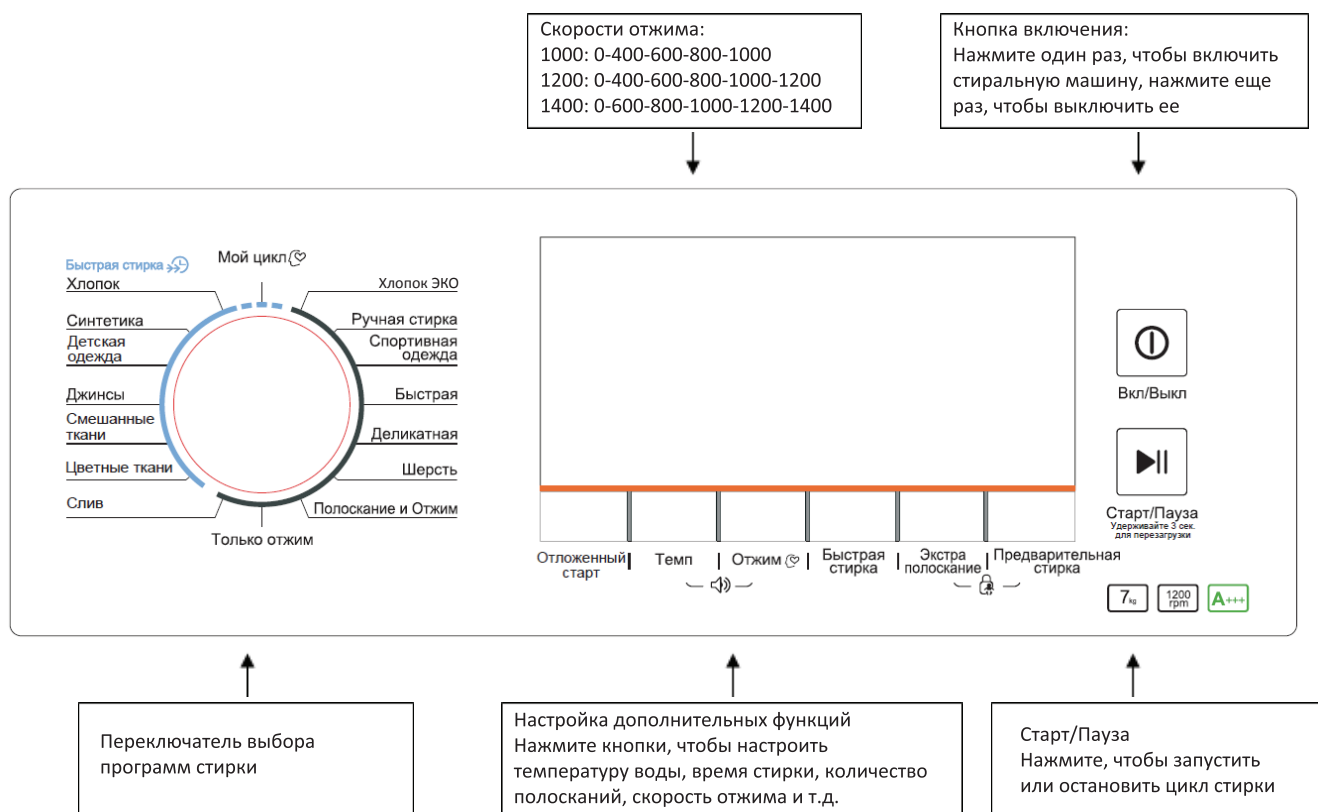 Скорости отжима:
1000: 0-400-600-800-1000
1200: 0-400-600-800-1000-1200
1400: 0-600-800-1000-1200-1400
Кнопка включения:
Нажмите один раз, чтобы включить
стиральную машину, нажмите еще
раз, чтобы выключить ее
Мой цикл
Быстрая стирка
Хлопок
Синтетика
Детская
одежда
Джинсы
Смешанные
ткани
Цветные ткани
Слив
Хлопок ЭКО
Ручная стирка
Спортивная
одежда
Быстрая
Деликатная
Шерсть
Полоскание и Отжим
Только отжим
Отложенный
старт
Темп
Отжим
Быстрая
стирка
Экстра
полоскание
Предварительная
стирка
Вкл/Выкл
Старт/Пауза
Удерживайте 3 сек.
для перезагрузки
7 kg
1200
rpm
A+++
Переключатель выбора
программ стирки
Настройка дополнительных функций
Нажмите кнопки, чтобы настроить
температуру воды, время стирки, количество
полосканий, скорость отжима и т.д.
Старт/Пауза
Нажмите, чтобы запустить
или остановить цикл стирки